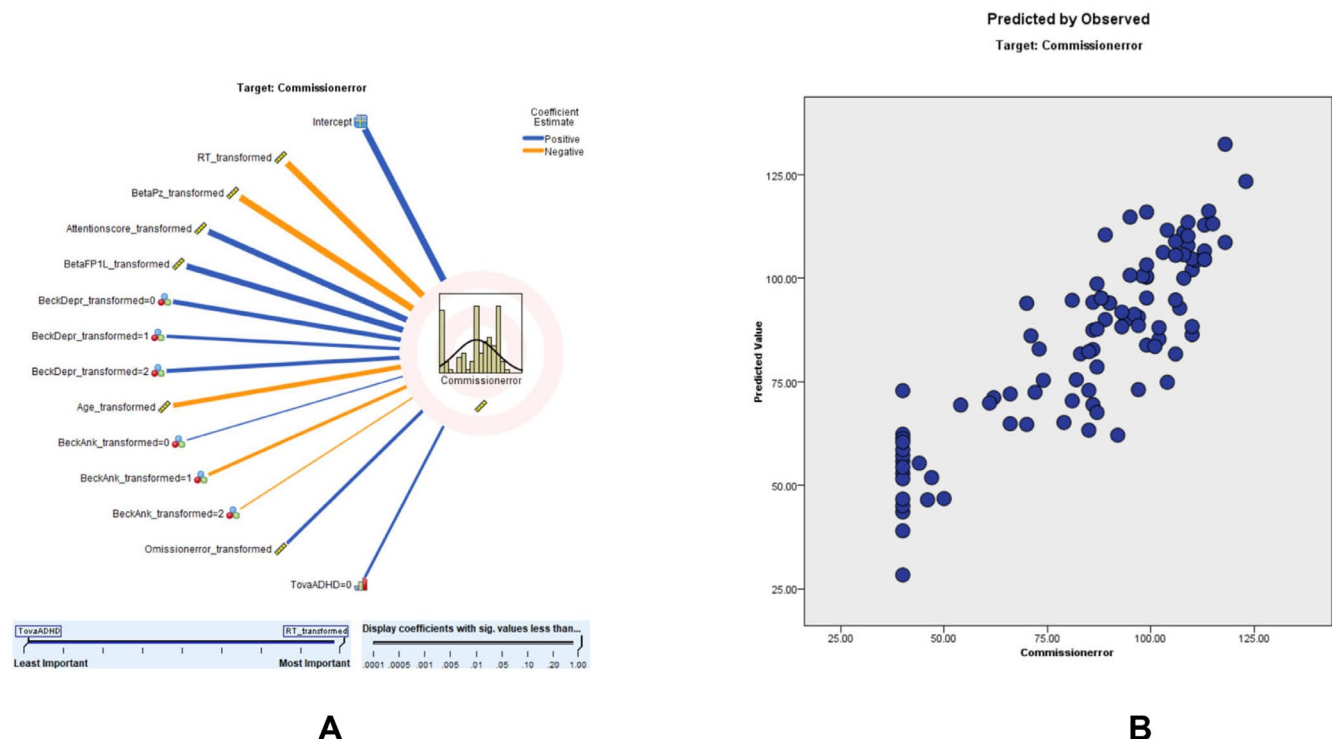 Target: Commissionerror
Coefficient
Estimate
Positive
Negative
Intercept
RT_transformed
BetaPz_transformed
Attentionscore_transformed
BetaFP1L_transformed
BeckDepr_transformed=0
BeckDepr_transformed=1
BeckDepr_transformed=2
Age_transformed
BeckAnk_transformed=0
BeckAnk_transformed=1
BeckAnk_transformed=2
Omissionerror_transformed
TovaADHD=0
Commissionerror
TovaADHD RT_transformed
Least Important Most Important
Display coefficients with sig. values less than...
.0001 .0005 .001 .005 .01 .05 .10 .20 1.00
A
Predicted by Observed
Target: Commissionerror
Predicted Value
125.00
100.00
75.00
50.00
25.00
25.00 50.00 75.00 100.00 125.00
Commissionerror
B